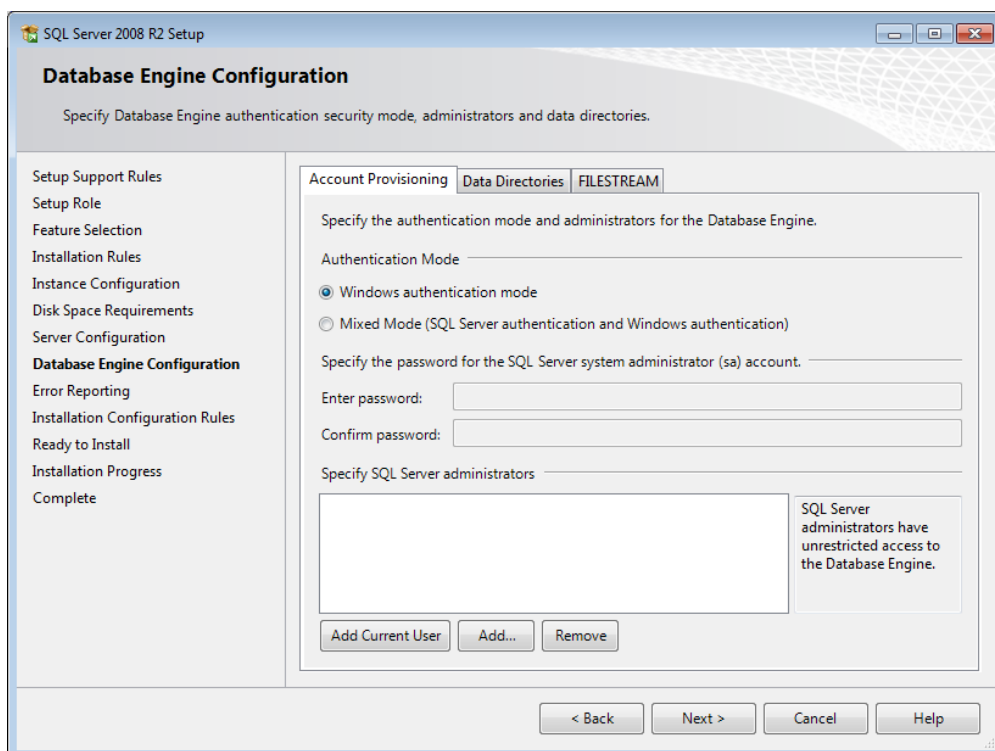 SQL Server 2008 R2 Setup
Database Engine Configuration
Specify Database Engine authentication security mode, administrators and data directories.
Setup Support Rules
Setup Role
Feature Selection
Installation Rules
Instance Configuration
Disk Space Requirements
Server Configuration
Database Engine Configuration
Error Reporting
Installation Configuration Rules
Ready to Install
Installation Progress
Complete
Account Provisioning Data Directories FILESTREAM
Specify the authentication mode and administrators for the Database Engine.
Authentication Mode
Windows authentication mode
Mixed Mode (SQL Server authentication and Windows authentication)
Specify the password for the SQL Server system administrator (sa) account.
Enter password:
Confirm password:
Specify SQL Server administrators
SQL Server
administrators have
unrestricted access to
the Database Engine.
Add Current User Add... Remove
< Back Next > Cancel Help